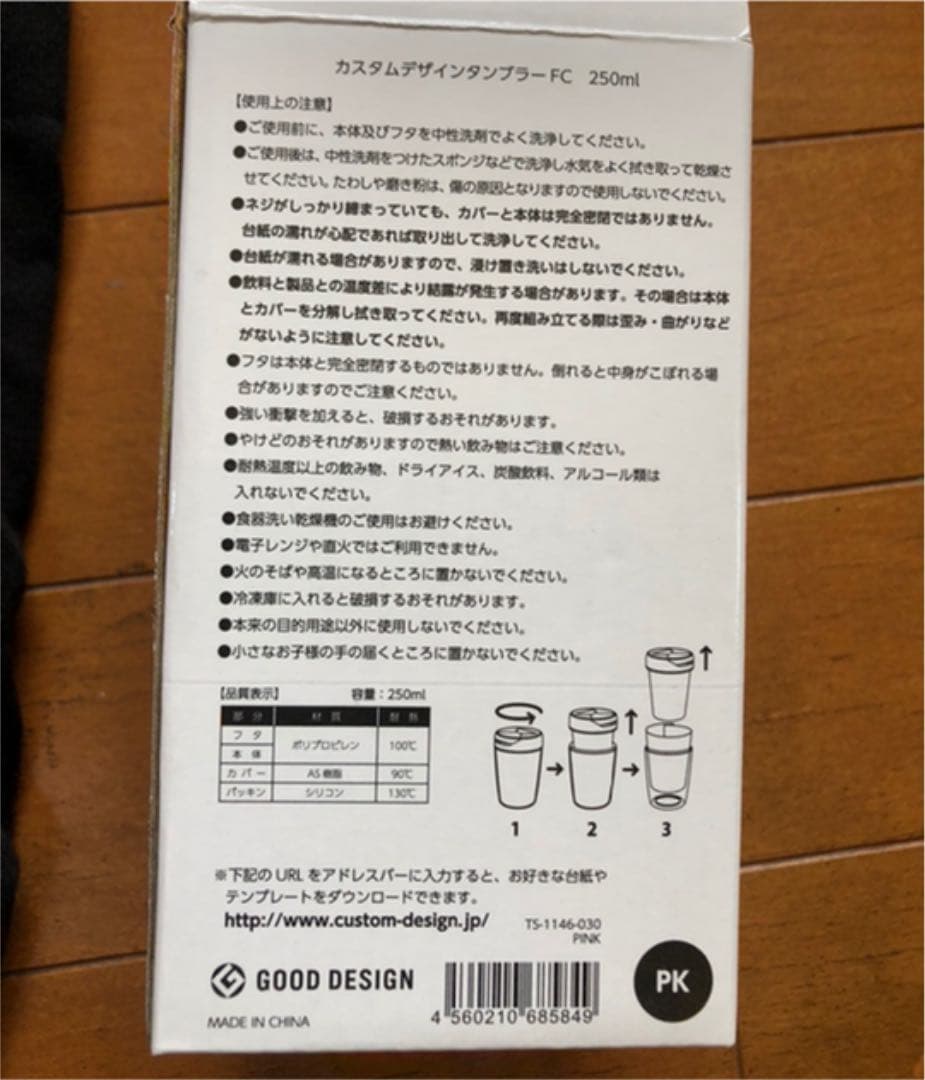 カスタムデザインタンブラーFC　250ml
【使用上の注意】
●ご使用前に、本体及びフタを中性洗剤でよく洗浄してください。
●ご使用後は、中性洗剤をつけたスポンジなどで洗浄し水気をよく拭き取って乾燥さ
せてください。たわしや磨き粉は、傷の原因となりますので使用しないでください。
●ネジがしっかり締まっていても、カバーと本体は完全密閉ではありません。
台紙の濡れが心配であれば取り出して洗浄してください。
●台紙が濡れる場合がありますので、浸け置き洗いはしないでください。
●飲料と製品との温度差により結露が発生する場合があります。その場合は本体
とカバーを分解し拭き取ってください。再度組み立てる際は歪み・曲がりなど
がないように注意してください。
●フタは本体と完全密閉するものではありません。倒れると中身がこぼれる場
合がありますのでご注意ください。
●強い衝撃を加えると、破損するおそれがあります。
●やけどのおそれがありますので熱い飲み物はご注意ください。
●耐熱温度以上の飲み物、ドライアイス、炭酸飲料、アルコール類は
入れないでください。
●食器洗い乾燥機のご使用はお避けください。
●電子レンジや直火ではご利用できません。
●火のそばや高温になるところに置かないでください。
●冷凍庫に入れると破損するおそれがあります。
●本来の目的用途以外に使用しないでください。
●小さなお子様の手の届くところに置かないでください。
【品質表示】　容量：250ml
部分　材質　耐熱
フタ
本体　ポリプロピレン　100℃
カバー　AS樹脂　90℃
パッキン　シリコン　130℃
1　2　3
※下記のURLをアドレスバーに入力すると、お好きな台紙や
テンプレートをダウンロードできます。
http://www.custom-design.jp/
TS-1146-030
PINK
GOOD DESIGN
PK
4 560210 685849
MADE IN CHINA